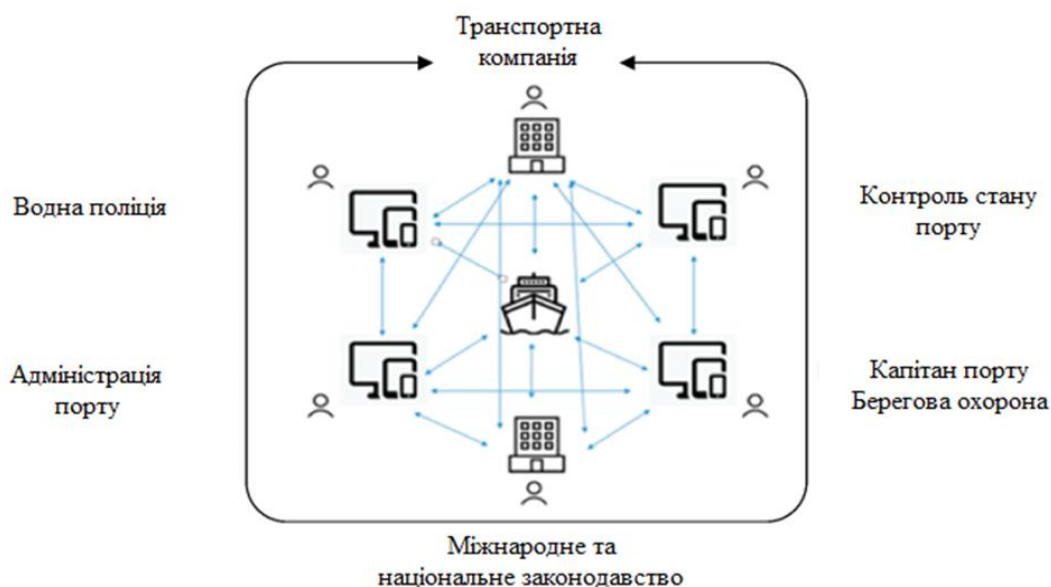 Транспортна
компанія
Водна поліція
Контроль стану
порту
Адміністрація
порту
Капітан порту
Берегова охорона
Міжнародне та
національне законодавство